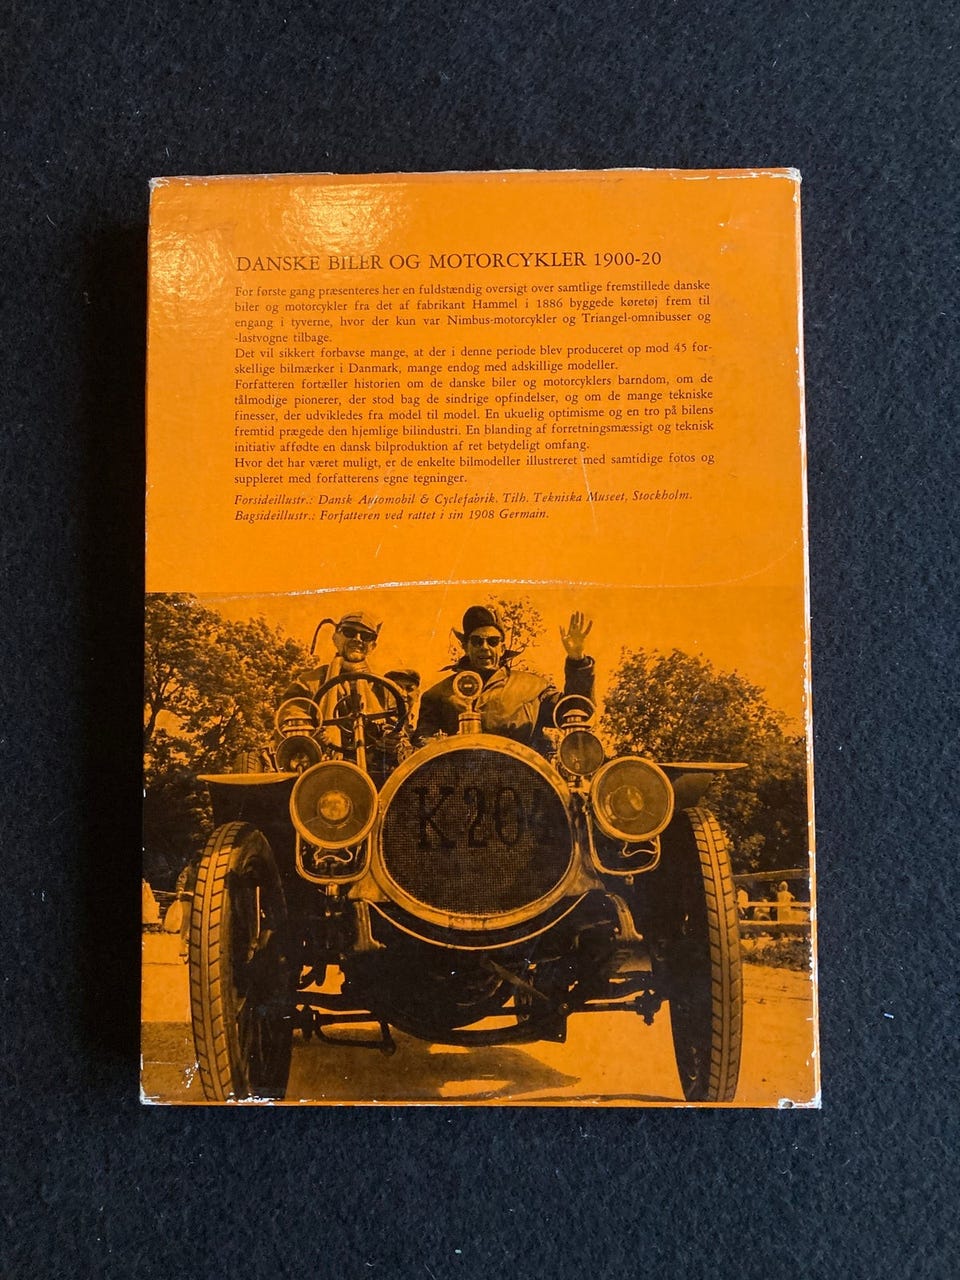 DANSKE BILER OG MOTORCYKLER 1900-20
For første gang præsenteres her en fuldstændig oversigt over samtlige fremstillede danske
biler og motorcykler fra det af fabrikant Hammel i 1886 byggede køretøj frem til
engang i tyverne, hvor der kun var Nimbus-motorcykler og Triangel-omnibusser og
-lastvogne tilbage.
Det vil sikkert forbavse mange, at der i denne periode blev produceret op mod 45 for-
skellige bilmærker i Danmark, mange endog med adskillige modeller.
Forfatteren fortæller historien om de danske biler og motorcyklers barndom, om de
tålmodige pionerer, der stod bag de sindrige opfindelser, og om de mange tekniske
finesser, der udvikledes fra model til model. En ukuelig optimisme og en tro på bilens
fremtid prægede den hjemlige bilindustri. En blanding af forretningsmæssigt og teknisk
initiativ affødte en dansk bilproduktion af ret betydeligt omfang.
Hvor det har været muligt, er de enkelte bilmodeller illustreret med samtidige fotos og
suppleret med forfatterens egne tegninger.
Forsideillustr.: Dansk Automobil & Cyclefabrik. Tilh. Tekniska Museet, Stockholm.
Bagsideillustr.: Forfatteren ved rattet i sin 1908 Germain.
K 204